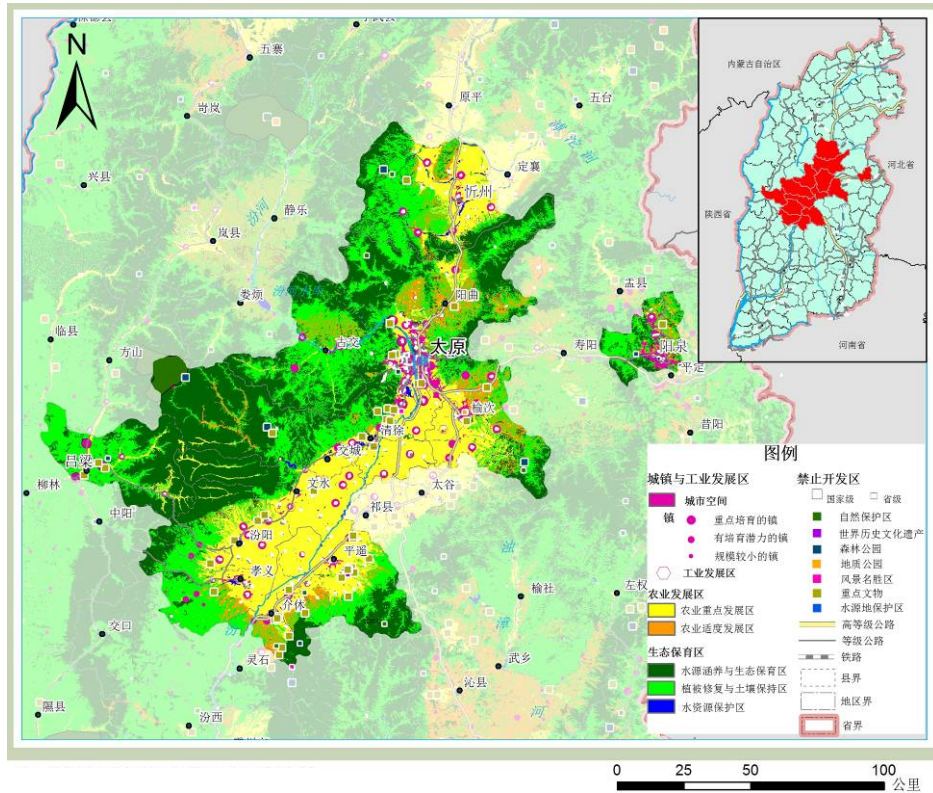 N
五寨
原平
五台
岢岚
定襄
忻州
兴县
静乐
汾河
岚县
娄烦
阳曲
盂县
临县
方山
古交
太原
寿阳
阳泉
平定
榆次
昔阳
清徐
交城
吕梁
柳林
太谷
中阳
文水
祁县
汾阳
平遥
孝义
榆社
左权
介休
交口
灵石
武乡
沁县
隰县
汾西
内蒙古自治区
河北省
陕西省
河南省
图例
城镇与工业发展区
城市空间
镇
重点培育的镇
有培育潜力的镇
规模较小的镇
工业发展区
农业发展区
农业重点发展区
农业适度发展区
生态保育区
水源涵养与生态保育区
植被修复与土壤保持区
水资源保护区
禁止开发区
国家级 省级
自然保护区
世界历史文化遗产
森林公园
地质公园
风景名胜区
重点文物
水源地保护区
高等级公路
等级公路
铁路
县界
地区界
省界
0 25 50 100
公里